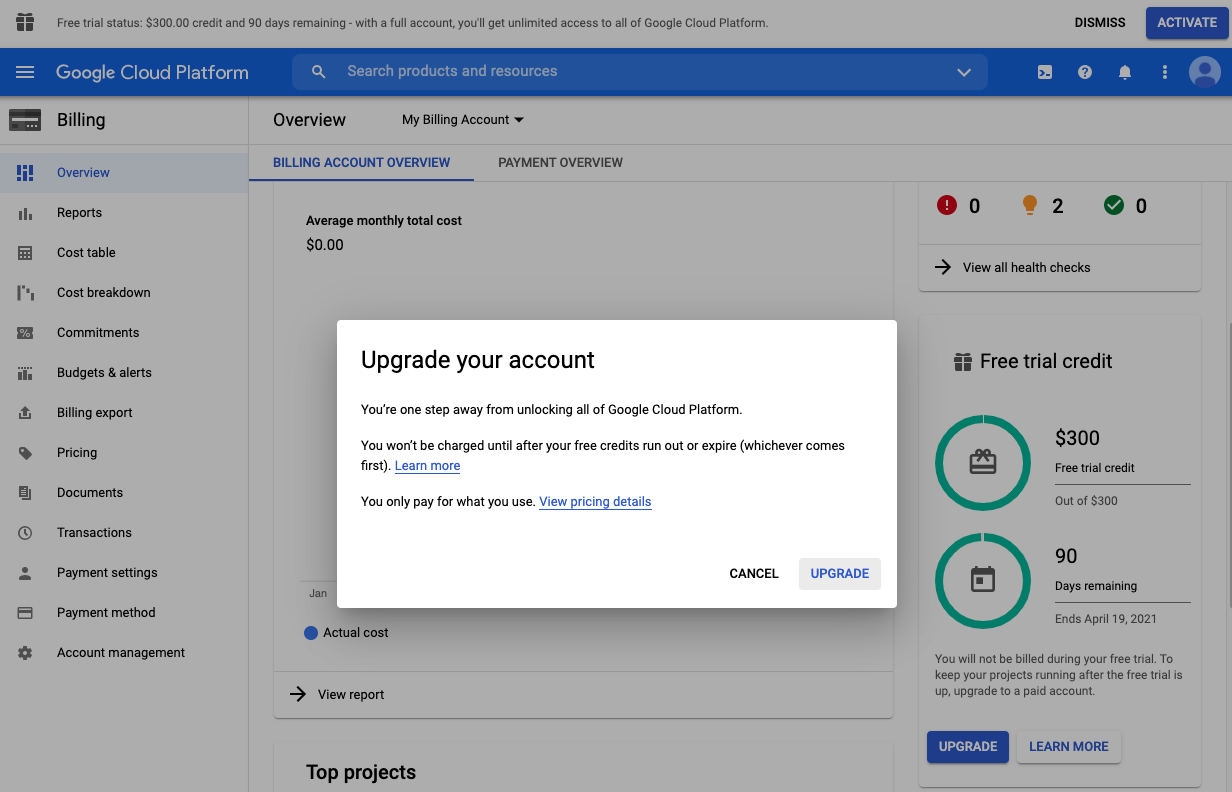 Free trial status: $300.00 credit and 90 days remaining - with a full account, you'll get unlimited access to all of Google Cloud Platform.
DISMISS
ACTIVATE
Google Cloud Platform
Search products and resources
Billing
Overview
My Billing Account
BILLING ACCOUNT OVERVIEW
PAYMENT OVERVIEW
Overview
Reports
Cost table
Cost breakdown
Commitments
Budgets & alerts
Billing export
Pricing
Documents
Transactions
Payment settings
Payment method
Account management
Average monthly total cost
$0.00
Jan
Actual cost
View report
Top projects
Upgrade your account
You're one step away from unlocking all of Google Cloud Platform.
You won't be charged until after your free credits run out or expire (whichever comes
first). Learn more
You only pay for what you use. View pricing details
CANCEL
UPGRADE
0
2
0
View all health checks
Free trial credit
$300
Free trial credit
Out of $300
90
Days remaining
Ends April 19, 2021
You will not be billed during your free trial. To
keep your projects running after the free trial is
up, upgrade to a paid account.
UPGRADE
LEARN MORE